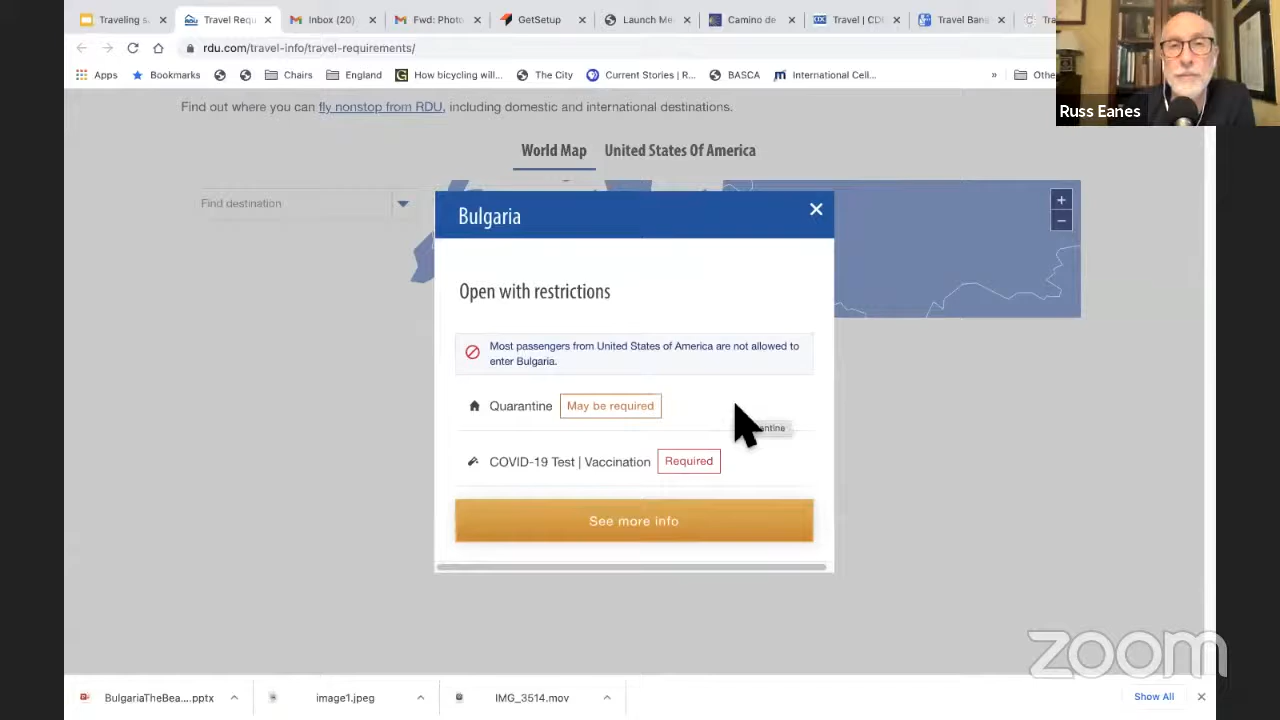 Traveling s
Travel Requ
Inbox (20)
Fwd: Photo
GetSetup
Launch Me
Camino de
Travel | CD
Travel Ban
Tra
rdu.com/travel-info/travel-requirements/
Apps
Bookmarks
Chairs
England
How bicycling will...
The City
Current Stories | R...
BASCA
International Cell...
»
Othe
Russ Eanes
Find out where you can fly nonstop from RDU, including domestic and international destinations.
World Map
United States Of America
Find destination
+
−
Bulgaria
Open with restrictions
Most passengers from United States of America are not allowed to
enter Bulgaria.
Quarantine May be required
antine
COVID-19 Test | Vaccination Required
See more info
zoom
BulgariaTheBea....pptx
image1.jpeg
IMG_3514.mov
Show All